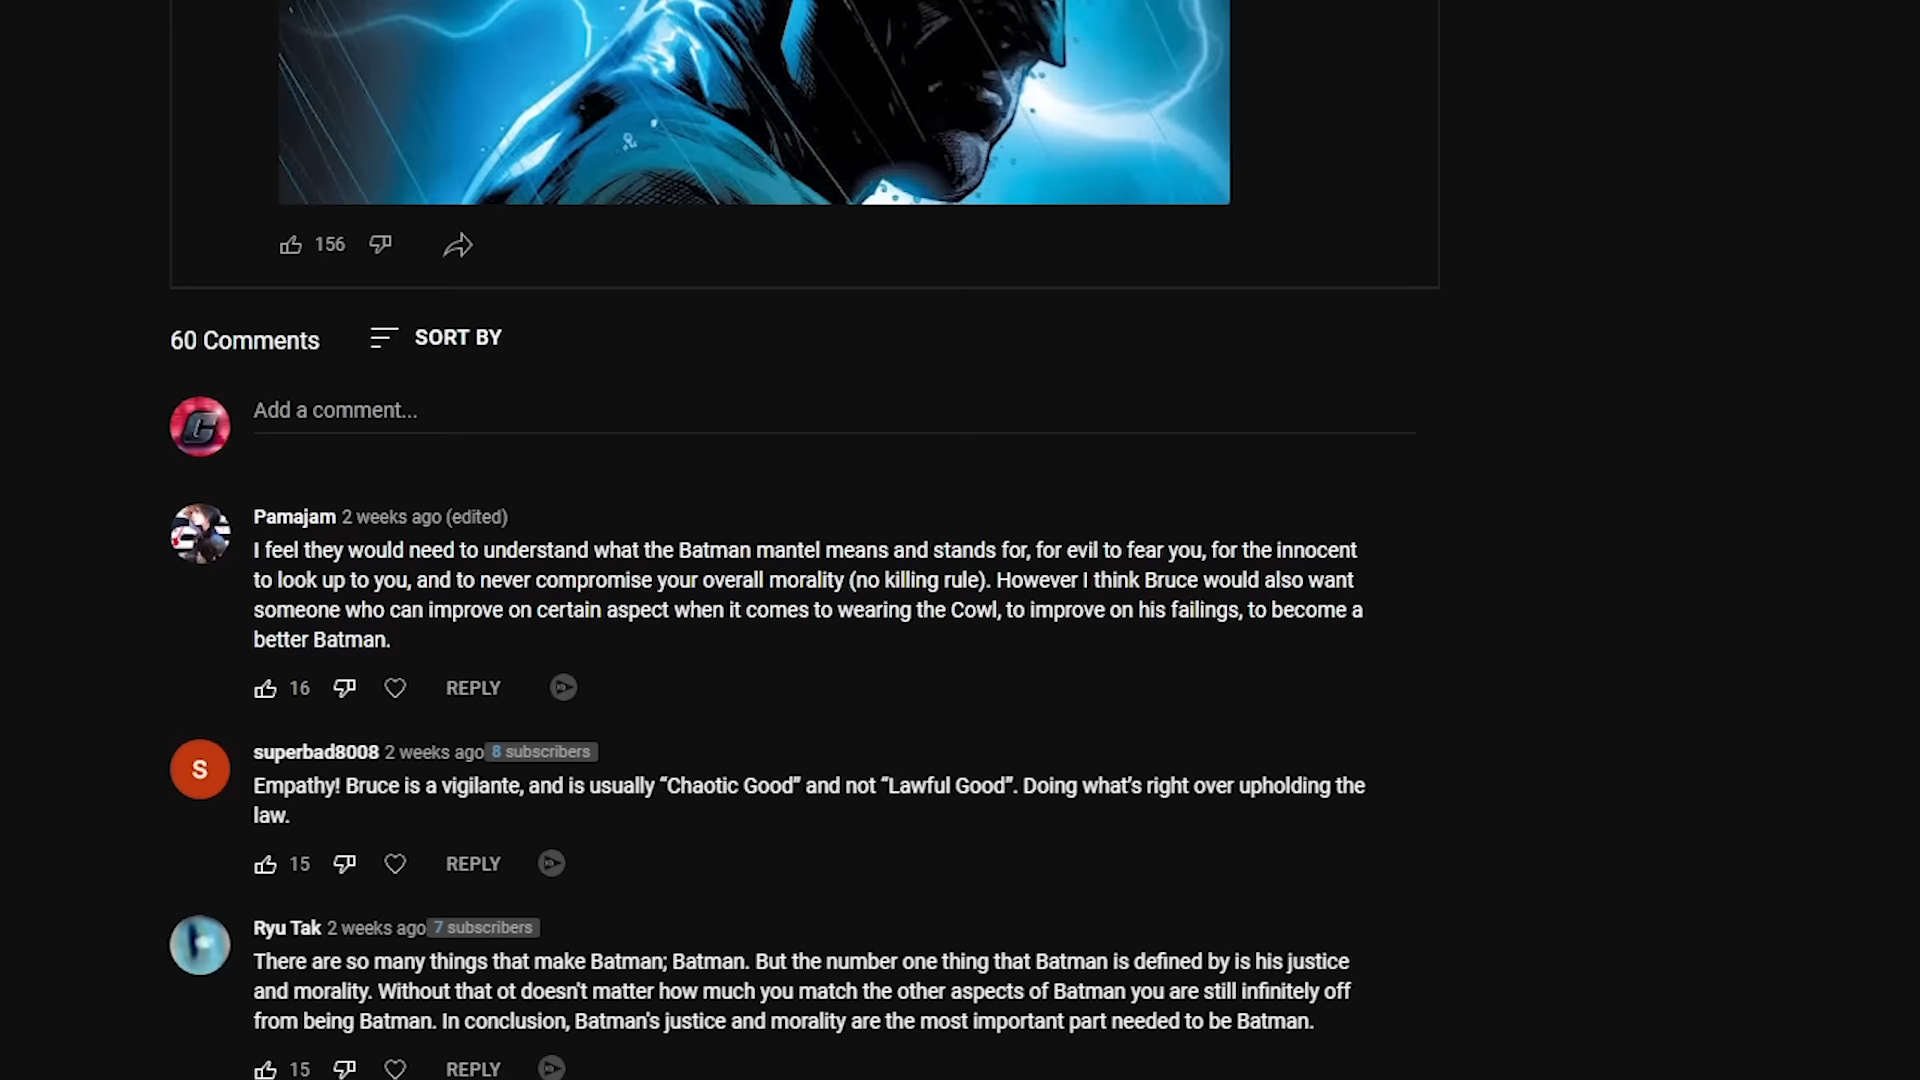 156
60 Comments
SORT BY
Add a comment...
Pamajam 2 weeks ago (edited)
I feel they would need to understand what the Batman mantel means and stands for, for evil to fear you, for the innocent
to look up to you, and to never compromise your overall morality (no killing rule). However I think Bruce would also want
someone who can improve on certain aspect when it comes to wearing the Cowl, to improve on his failings, to become a
better Batman.
16 REPLY
S
superbad8008 2 weeks ago 8 subscribers
Empathy! Bruce is a vigilante, and is usually “Chaotic Good” and not “Lawful Good”. Doing what's right over upholding the
law.
15 REPLY
Ryu Tak 2 weeks ago 7 subscribers
There are so many things that make Batman; Batman. But the number one thing that Batman is defined by is his justice
and morality. Without that ot doesn't matter how much you match the other aspects of Batman you are still infinitely off
from being Batman. In conclusion, Batman's justice and morality are the most important part needed to be Batman.
15 REPLY